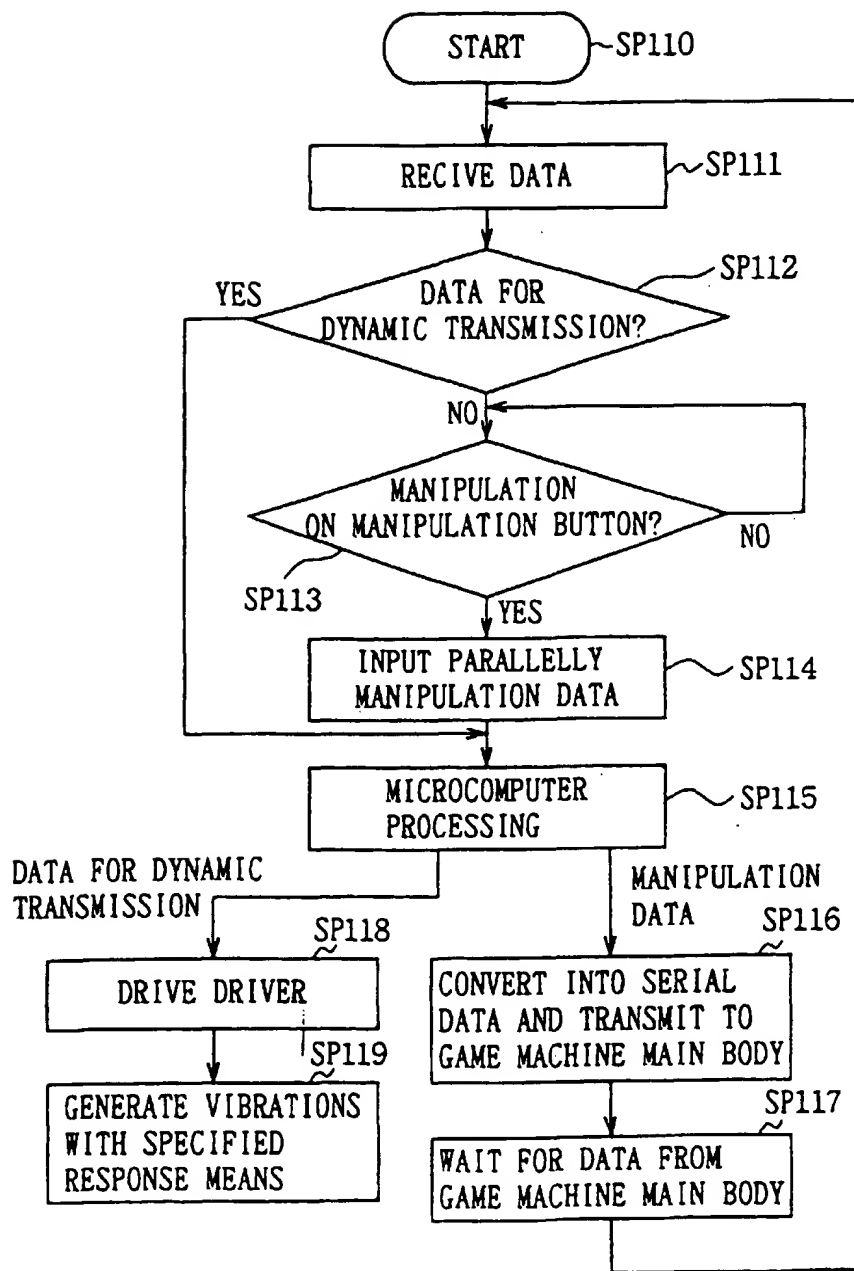 START
SP110
RECIVE DATA
SP111
SP112
YES
DATA FOR
DYNAMIC TRANSMISSION?
NO
MANIPULATION
ON MANIPULATION BUTTON?
NO
SP113
YES
INPUT PARALLELLY
MANIPULATION DATA
SP114
MICROCOMPUTER
PROCESSING
SP115
DATA FOR DYNAMIC
TRANSMISSION
MANIPULATION
DATA
SP118
DRIVE DRIVER
SP116
CONVERT INTO SERIAL
DATA AND TRANSMIT TO
GAME MACHINE MAIN BODY
SP119
GENERATE VIBRATIONS
WITH SPECIFIED
RESPONSE MEANS
SP117
WAIT FOR DATA FROM
GAME MACHINE MAIN BODY